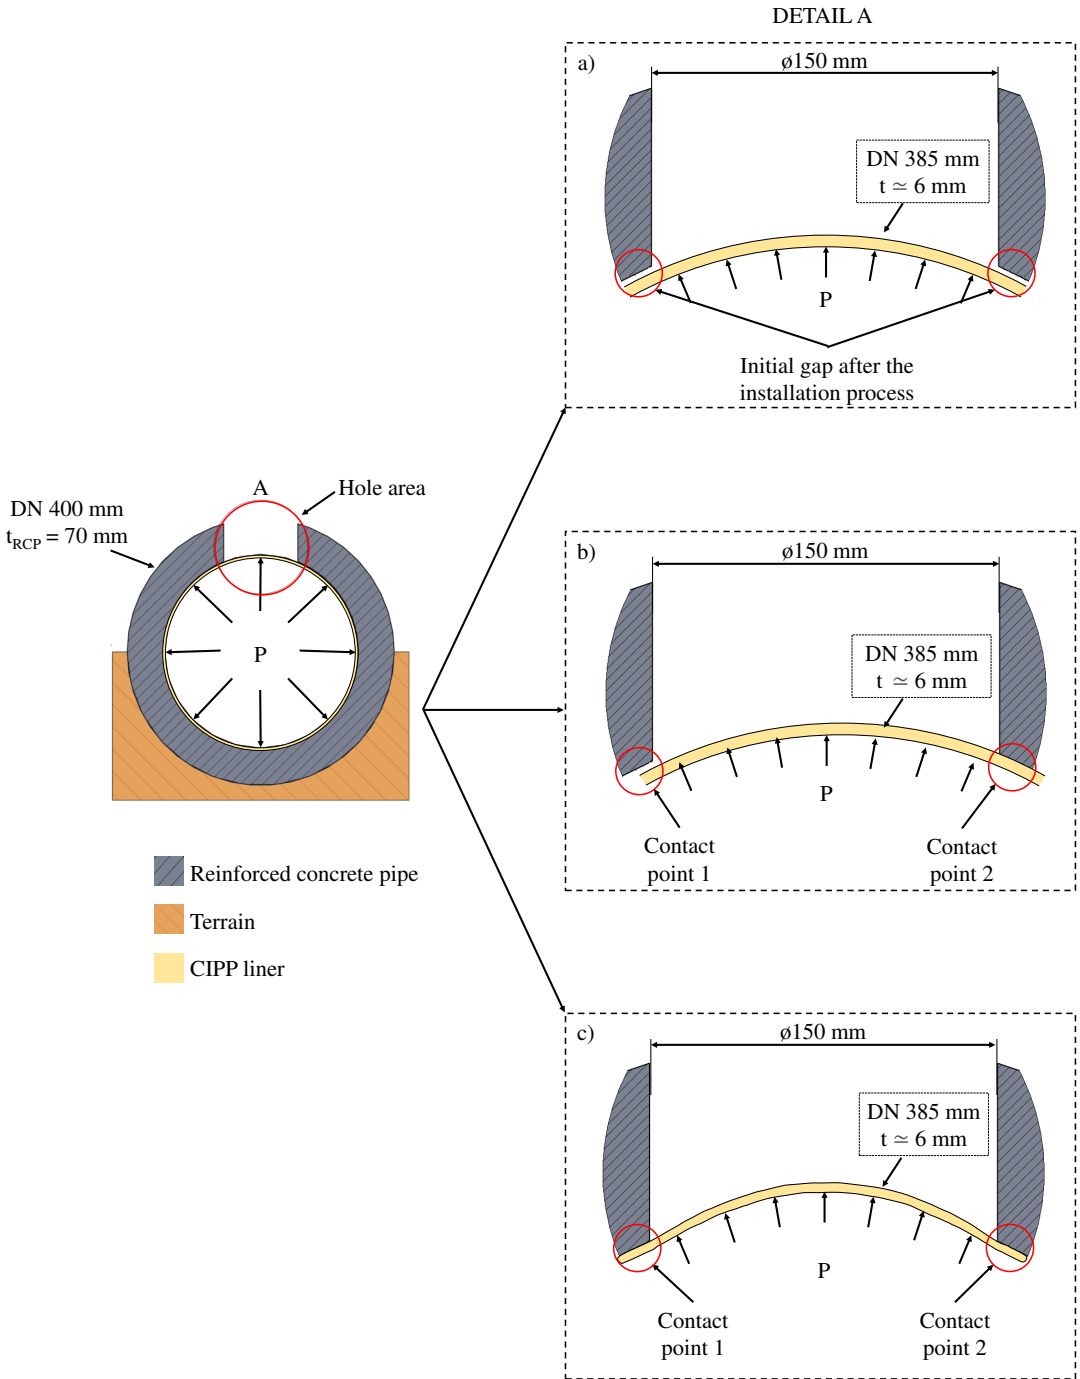 DETAIL A
a)
ø150 mm
DN 385 mm
t ≃ 6 mm
P
Initial gap after the
installation process
A
Hole area
DN 400 mm
t_RCP = 70 mm
P
b)
ø150 mm
DN 385 mm
t ≃ 6 mm
P
Contact
point 1
Contact
point 2
Reinforced concrete pipe
Terrain
CIPP liner
c)
ø150 mm
DN 385 mm
t ≃ 6 mm
P
Contact
point 1
Contact
point 2